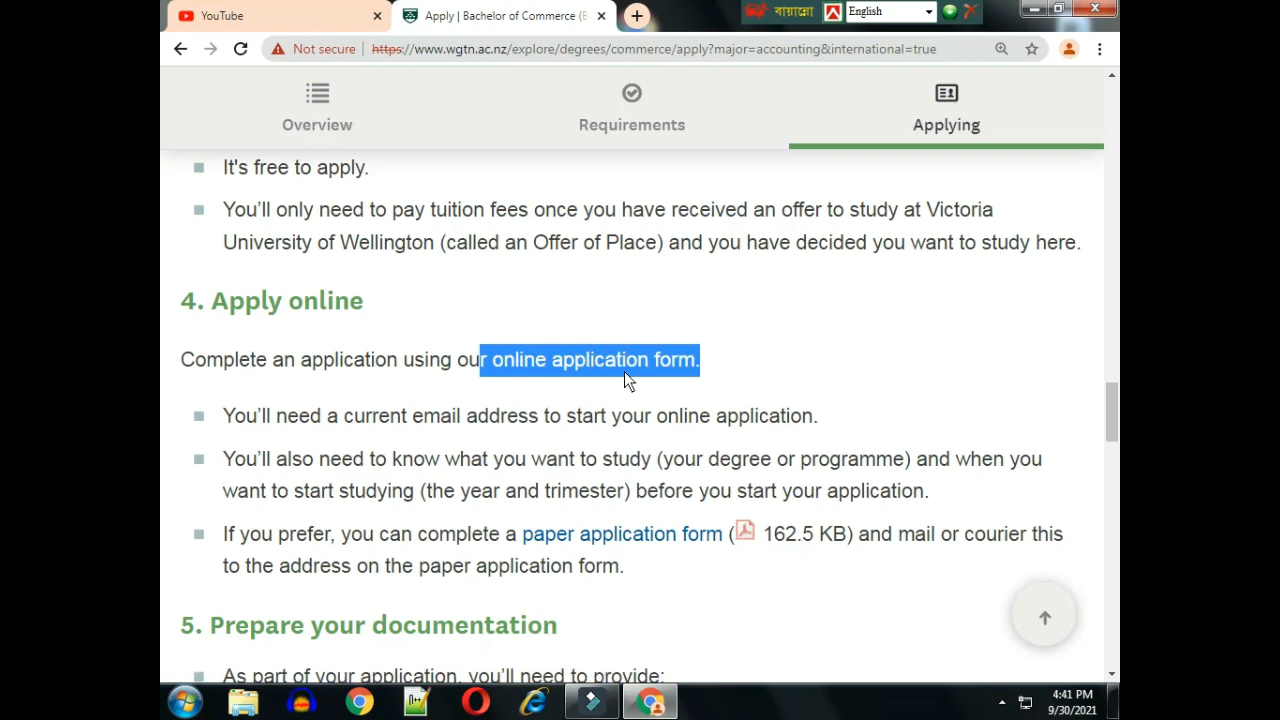 YouTube
Apply | Bachelor of Commerce (B
বায়ান্নো
English
Not secure
https://www.wgtn.ac.nz/explore/degrees/commerce/apply?major=accounting&international=true
Overview
Requirements
Applying
It's free to apply.
You'll only need to pay tuition fees once you have received an offer to study at Victoria
University of Wellington (called an Offer of Place) and you have decided you want to study here.
4. Apply online
Complete an application using our online application form.
You'll need a current email address to start your online application.
You'll also need to know what you want to study (your degree or programme) and when you
want to start studying (the year and trimester) before you start your application.
If you prefer, you can complete a paper application form ( 162.5 KB) and mail or courier this
to the address on the paper application form.
5. Prepare your documentation
As part of your application, you'll need to provide:
4:41 PM
9/30/2021